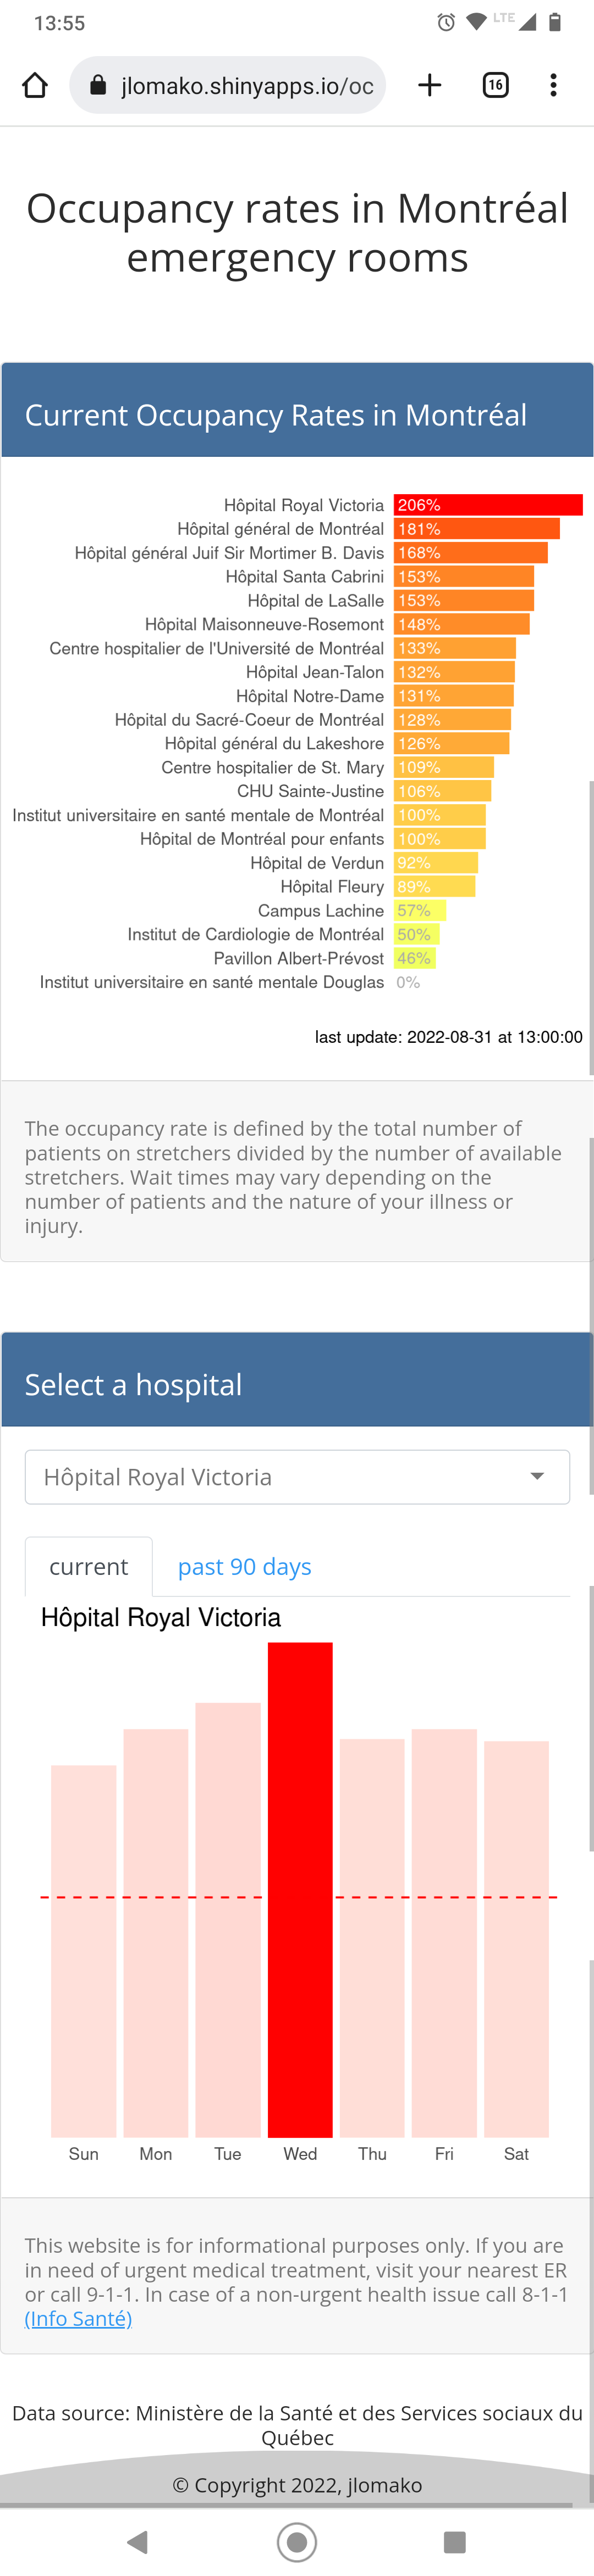 13:55
LTE
jlomako.shinyapps.io/oc
16
Occupancy rates in Montréal
emergency rooms
Current Occupancy Rates in Montréal
Hôpital Royal Victoria 206%
Hôpital général de Montréal 181%
Hôpital général Juif Sir Mortimer B. Davis 168%
Hôpital Santa Cabrini 153%
Hôpital de LaSalle 153%
Hôpital Maisonneuve-Rosemont 148%
Centre hospitalier de l'Université de Montréal 133%
Hôpital Jean-Talon 132%
Hôpital Notre-Dame 131%
Hôpital du Sacré-Coeur de Montréal 128%
Hôpital général du Lakeshore 126%
Centre hospitalier de St. Mary 109%
CHU Sainte-Justine 106%
Institut universitaire en santé mentale de Montréal 100%
Hôpital de Montréal pour enfants 100%
Hôpital de Verdun 92%
Hôpital Fleury 89%
Campus Lachine 57%
Institut de Cardiologie de Montréal 50%
Pavillon Albert-Prévost 46%
Institut universitaire en santé mentale Douglas 0%
last update: 2022-08-31 at 13:00:00
The occupancy rate is defined by the total number of
patients on stretchers divided by the number of available
stretchers. Wait times may vary depending on the
number of patients and the nature of your illness or
injury.
Select a hospital
Hôpital Royal Victoria
current past 90 days
Hôpital Royal Victoria
Sun Mon Tue Wed Thu Fri Sat
This website is for informational purposes only. If you are
in need of urgent medical treatment, visit your nearest ER
or call 9-1-1. In case of a non-urgent health issue call 8-1-1
(Info Santé)
Data source: Ministère de la Santé et des Services sociaux du
Québec
© Copyright 2022, jlomako